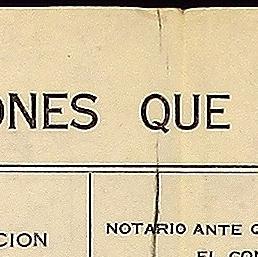 ONES QUE
CION
NOTARIO ANTE
EL